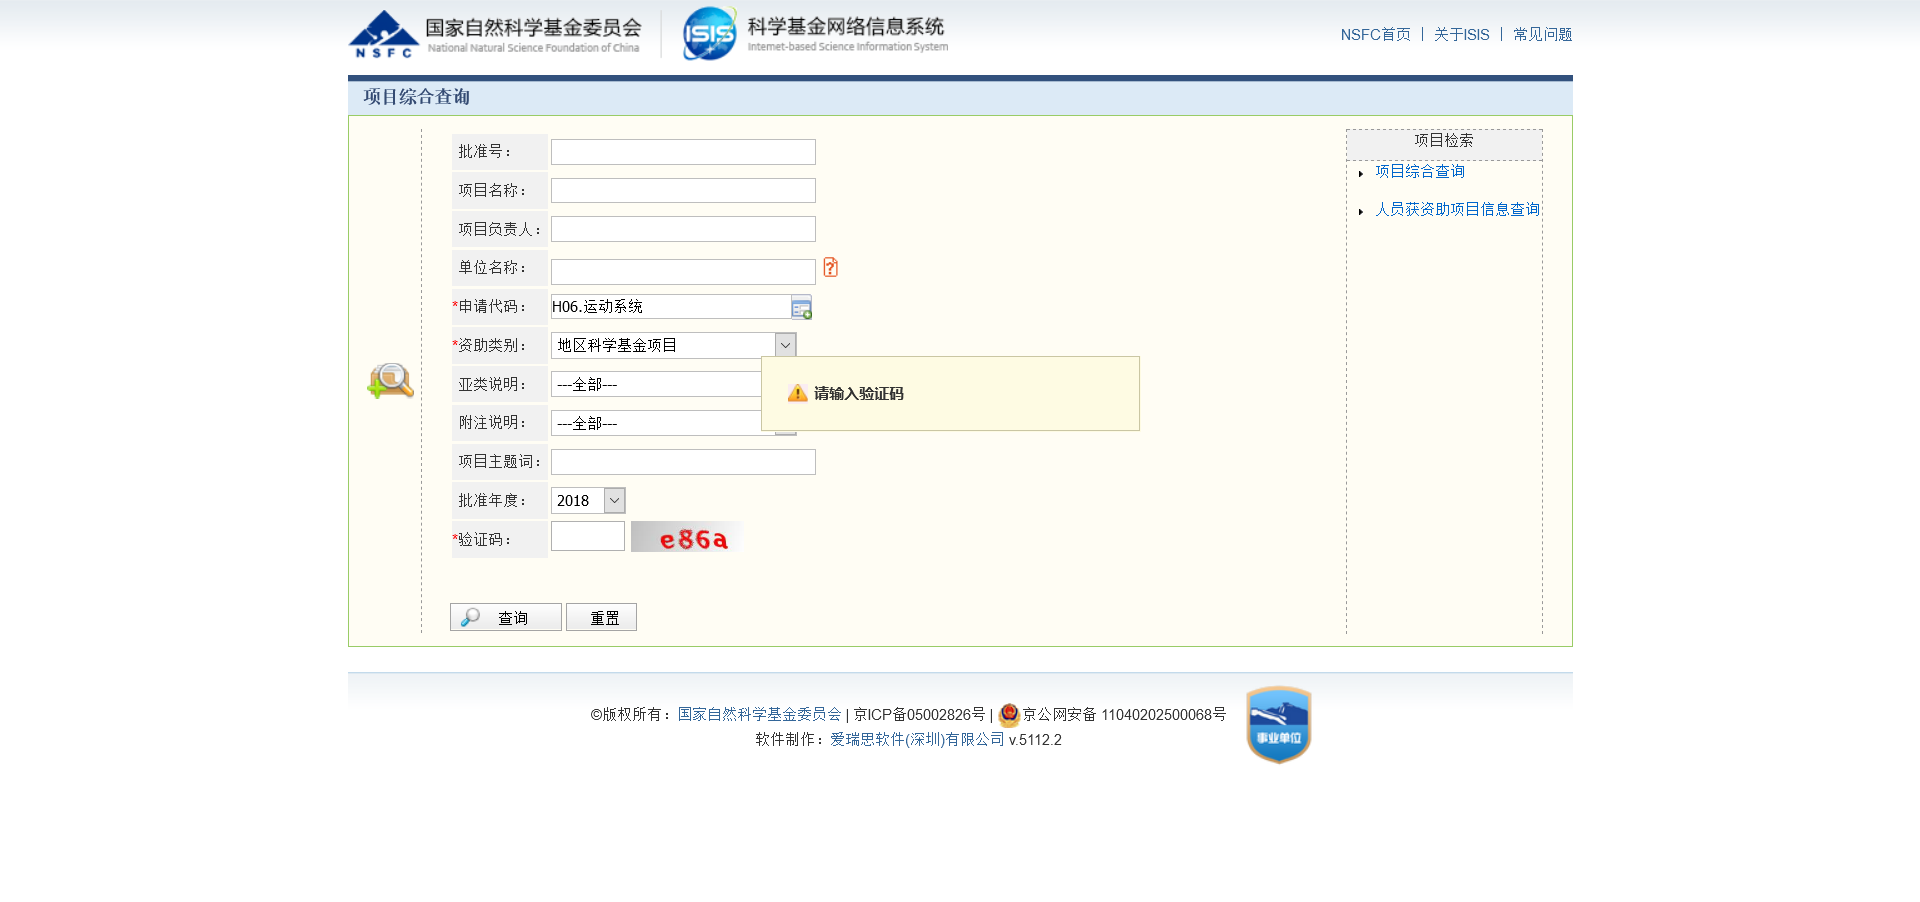 国家自然科学基金委员会
National Natural Science Foundation of China
NSFC
ISIS
科学基金网络信息系统
Internet-based Science Information System
NSFC首页 | 关于ISIS | 常见问题
项目综合查询
批准号：
项目名称：
项目负责人：
单位名称：
*申请代码： H06.运动系统
*资助类别： 地区科学基金项目
亚类说明： ---全部---
请输入验证码
附注说明： ---全部---
项目主题词：
批准年度： 2018
*验证码： e86a
查询 重置
项目检索
项目综合查询
人员获资助项目信息查询
©版权所有：国家自然科学基金委员会 | 京ICP备05002826号 | 京公网安备 11040202500068号
软件制作：爱瑞思软件(深圳)有限公司 v.5112.2
事业单位